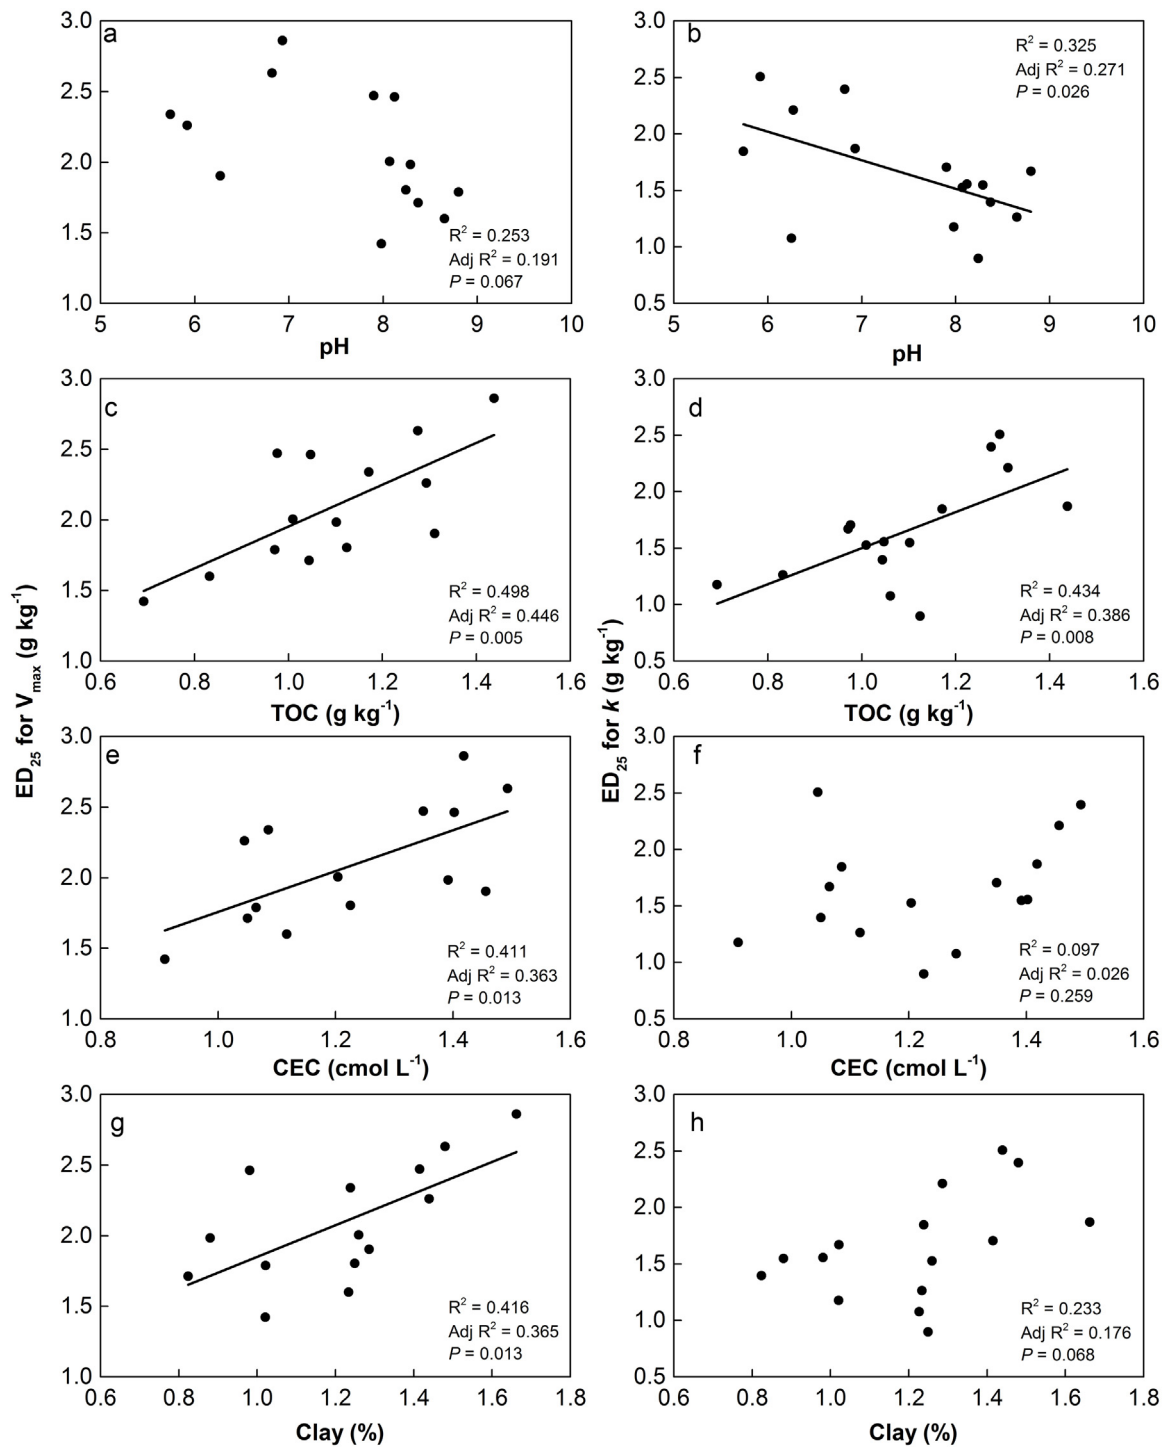 a
3.0
2.5
2.0
1.5
1.0
R² = 0.253
Adj R² = 0.191
P = 0.067
5 6 7 8 9 10
pH
b
3.0
2.5
2.0
1.5
1.0
0.5
R² = 0.325
Adj R² = 0.271
P = 0.026
5 6 7 8 9 10
pH
c
3.0
2.5
2.0
1.5
1.0
R² = 0.498
Adj R² = 0.446
P = 0.005
0.6 0.8 1.0 1.2 1.4 1.6
TOC (g kg⁻¹)
d
3.0
2.5
2.0
1.5
1.0
0.5
R² = 0.434
Adj R² = 0.386
P = 0.008
0.6 0.8 1.0 1.2 1.4 1.6
TOC (g kg⁻¹)
ED₂₅ for Vₘₐₓ (g kg⁻¹)
ED₂₅ for k (g kg⁻¹)
e
3.0
2.5
2.0
1.5
1.0
R² = 0.411
Adj R² = 0.363
P = 0.013
0.8 1.0 1.2 1.4 1.6
CEC (cmol L⁻¹)
f
3.0
2.5
2.0
1.5
1.0
0.5
R² = 0.097
Adj R² = 0.026
P = 0.259
0.8 1.0 1.2 1.4 1.6
CEC (cmol L⁻¹)
g
3.0
2.5
2.0
1.5
1.0
R² = 0.416
Adj R² = 0.365
P = 0.013
0.6 0.8 1.0 1.2 1.4 1.6 1.8
Clay (%)
h
3.0
2.5
2.0
1.5
1.0
0.5
R² = 0.233
Adj R² = 0.176
P = 0.068
0.6 0.8 1.0 1.2 1.4 1.6 1.8
Clay (%)